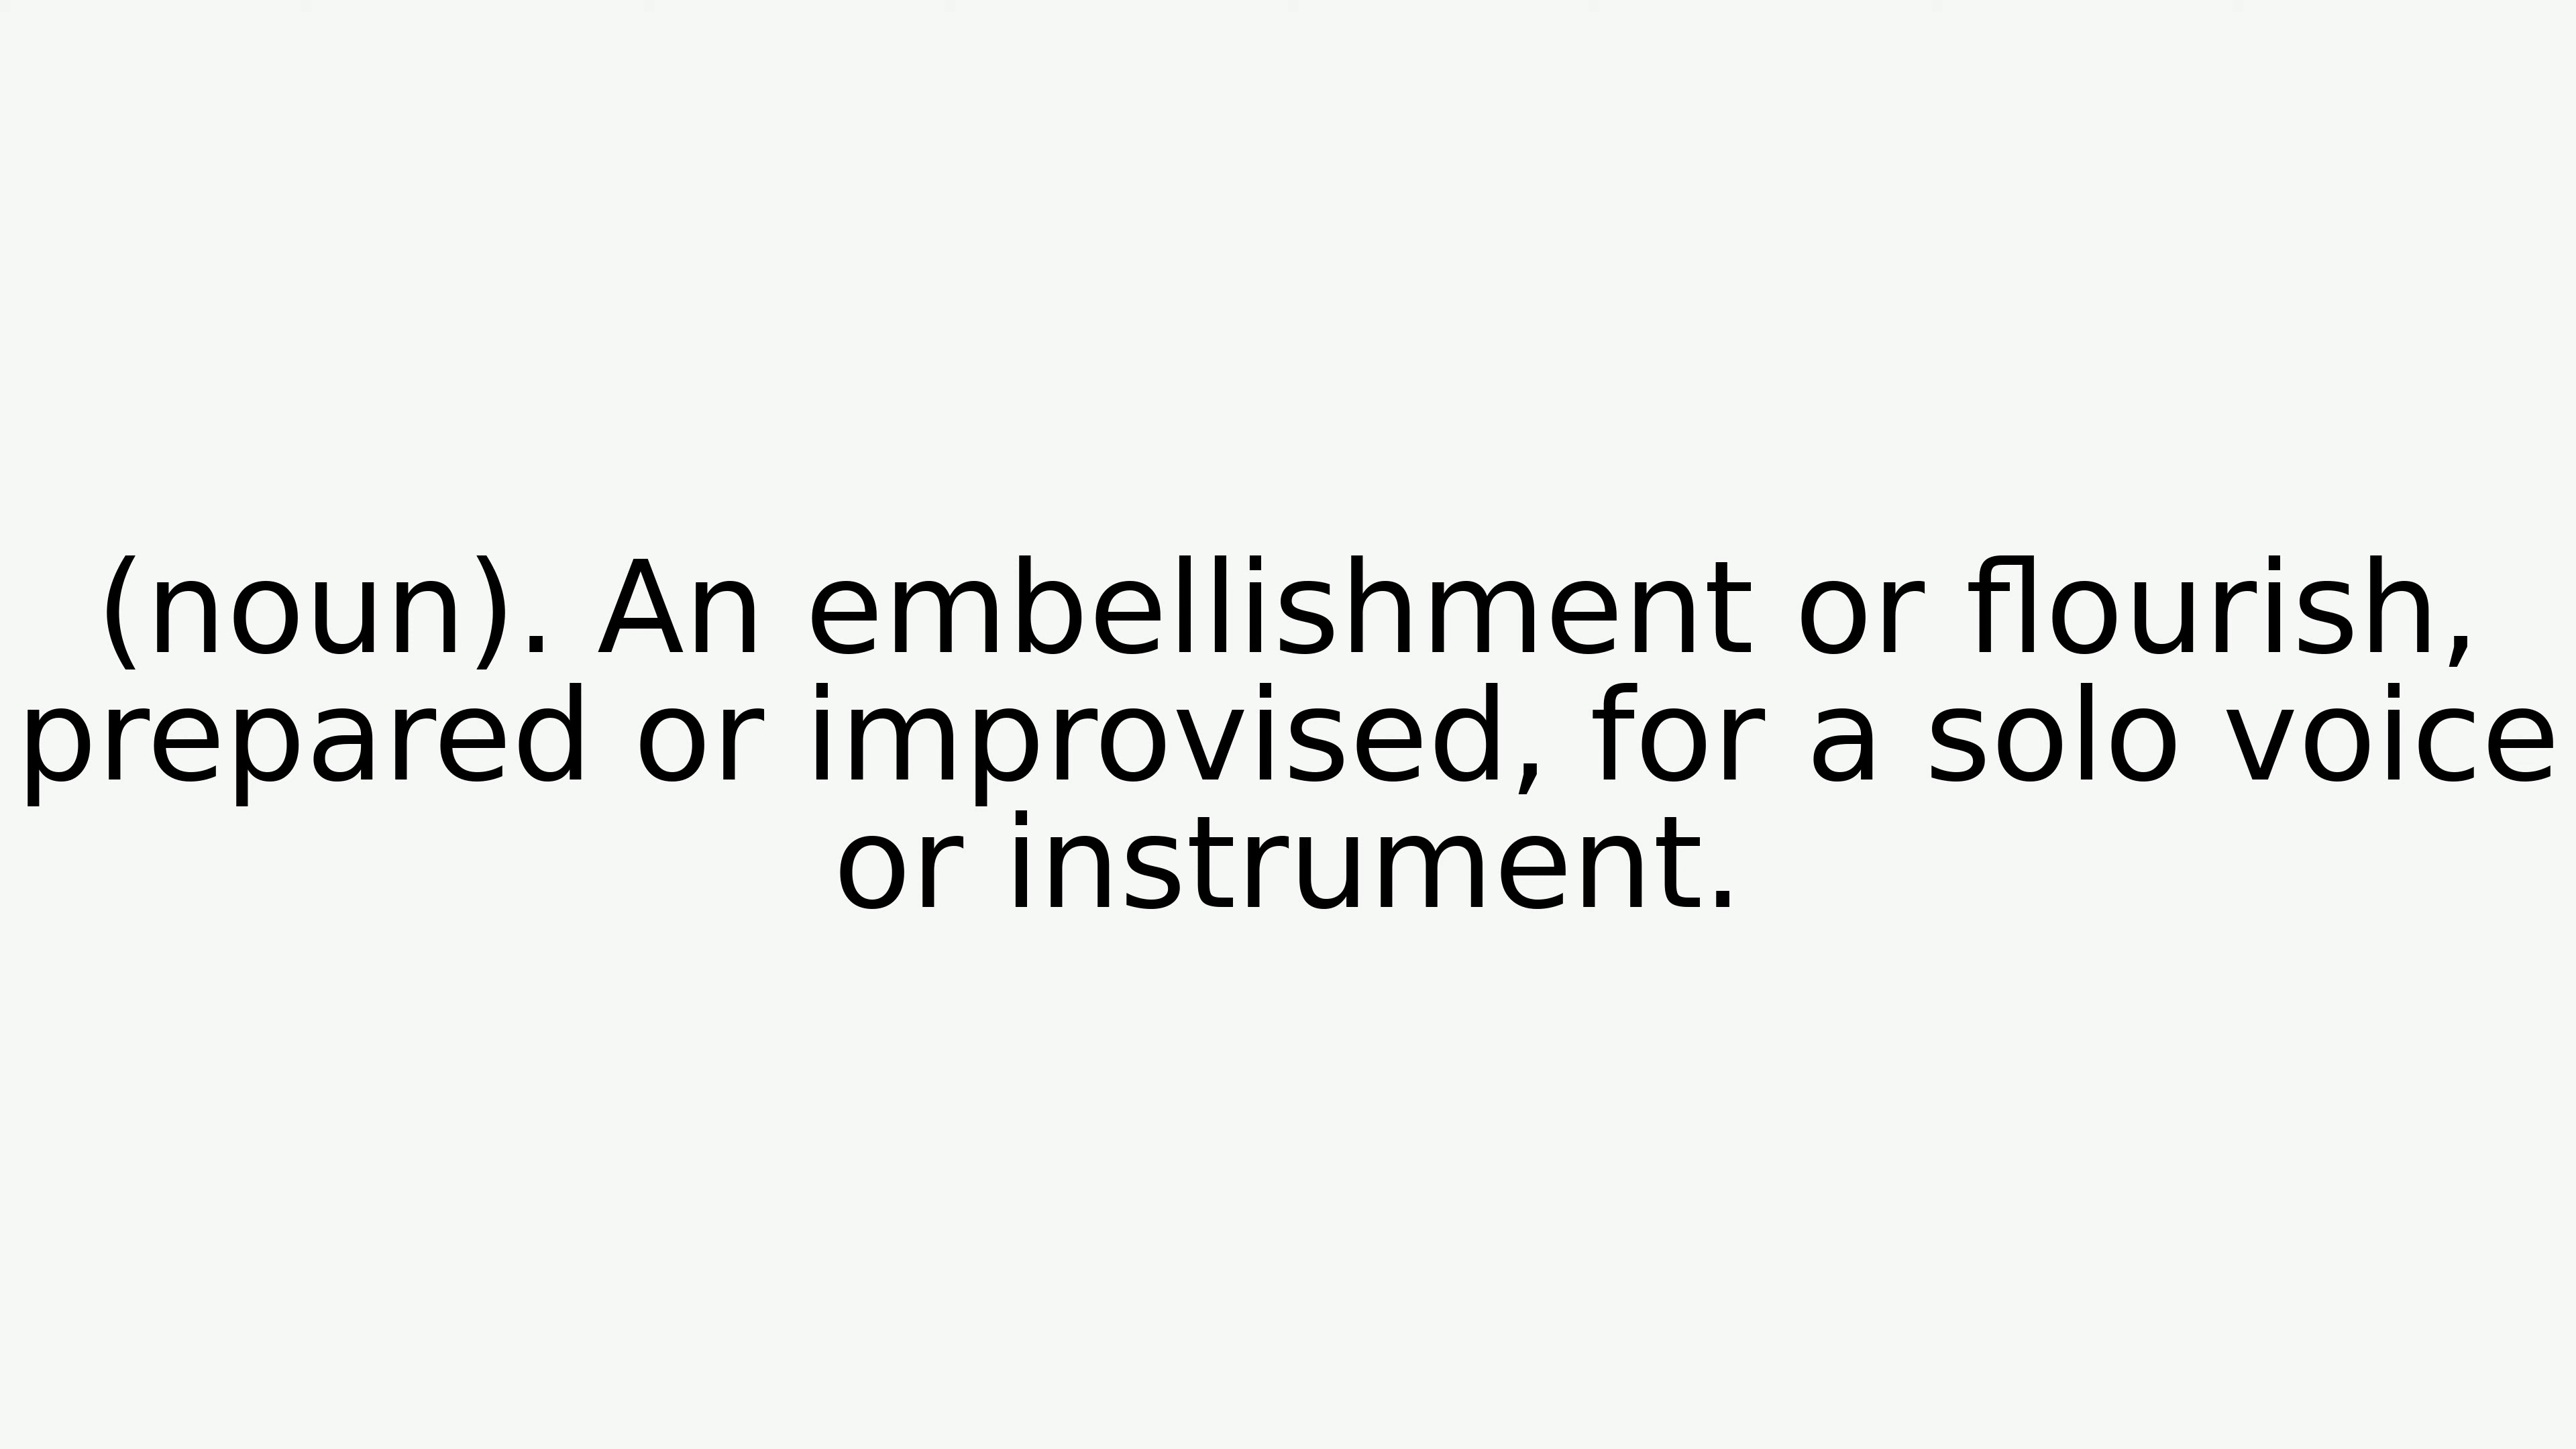 (noun). An embellishment or flourish,
prepared or improvised, for a solo voice
or instrument.